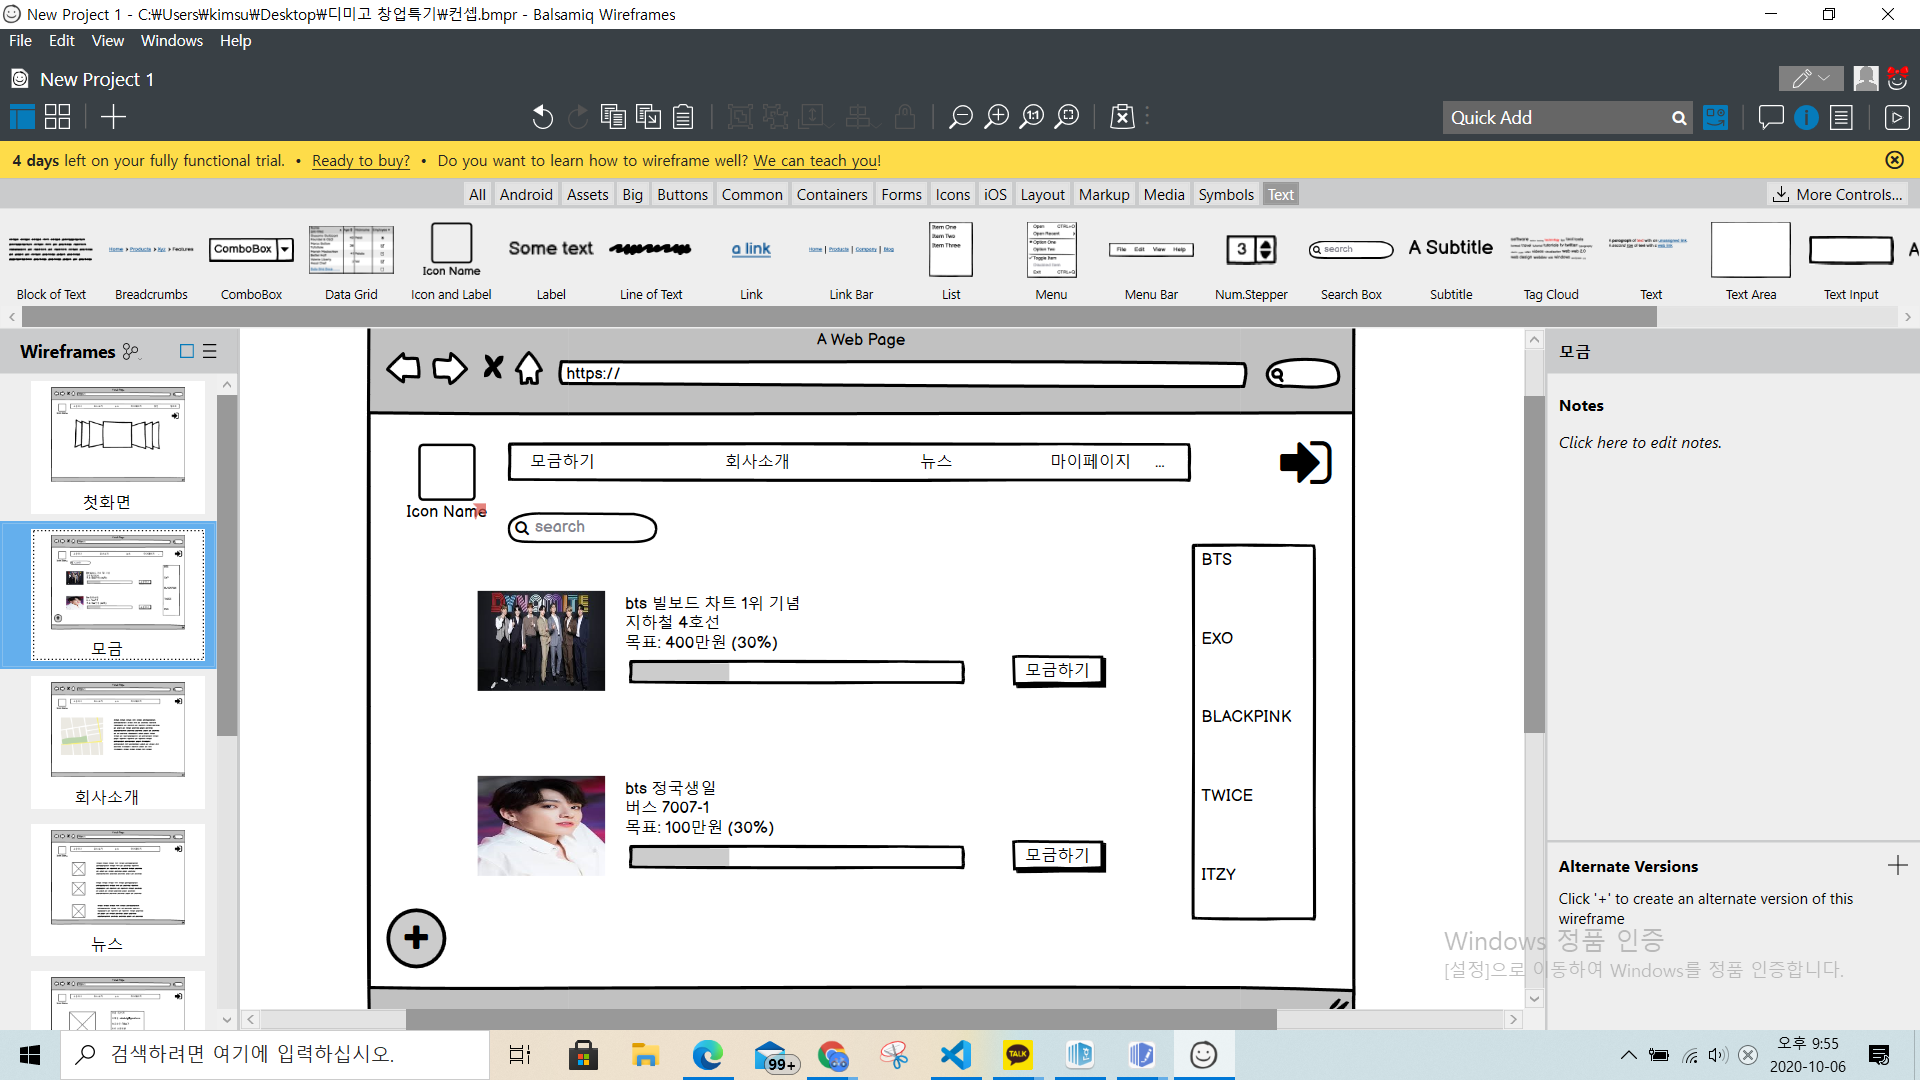 New Project 1 - C:₩Users₩kimsu₩Desktop₩디미고 창업특기₩컨셉.bmpr - Balsamiq Wireframes
File Edit View Windows Help
New Project 1
Quick Add
4 days left on your fully functional trial. • Ready to buy? • Do you want to learn how to wireframe well? We can teach you!
All Android Assets Big Buttons Common Containers Forms Icons iOS Layout Markup Media Symbols Text
More Controls...
ComboBox
Icon Name
Some text
a link
Item One
Item Two
Item Three
3
search
A Subtitle
A
Block of Text Breadcrumbs ComboBox Data Grid Icon and Label Label Line of Text Link Link Bar List Menu Menu Bar Num.Stepper Search Box Subtitle Tag Cloud Text Text Area Text Input
Wireframes
첫화면
모금
회사소개
뉴스
A Web Page
https://
Icon Name
모금하기 회사소개 뉴스 마이페이지 ...
search
DYNAMITE
bts 빌보드 차트 1위 기념
지하철 4호선
목표: 400만원 (30%)
모금하기
bts 정국생일
버스 7007-1
목표: 100만원 (30%)
모금하기
BTS
EXO
BLACKPINK
TWICE
ITZY
모금
Notes
Click here to edit notes.
Alternate Versions
Click '+' to create an alternate version of this
wireframe
Windows 정품 인증
[설정]으로 이동하여 Windows를 정품 인증합니다.
검색하려면 여기에 입력하십시오.
99+
TALK
오후 9:55
2020-10-06